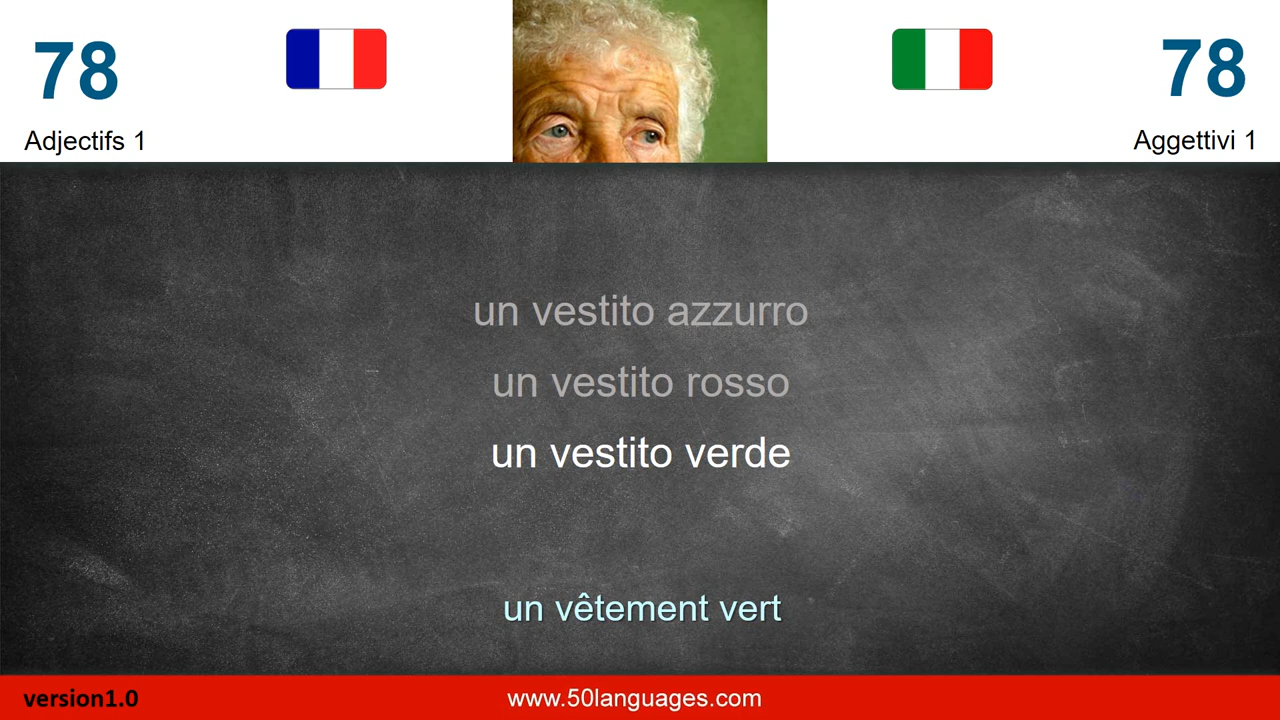 78
78
Adjectifs 1
Aggettivi 1
un vestito azzurro
un vestito rosso
un vestito verde
un vêtement vert
version1.0
www.50languages.com